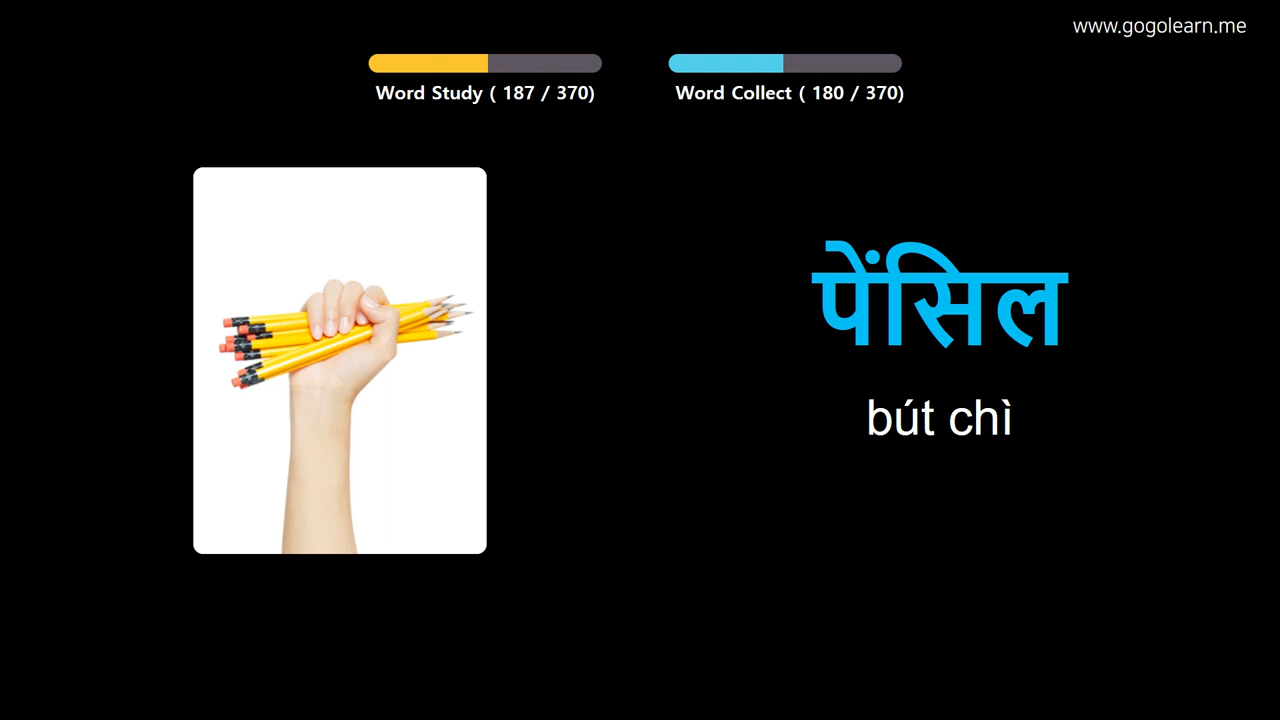 www.gogolearn.me
Word Study ( 187 / 370)
Word Collect ( 180 / 370)
पेंसिल
bút chì